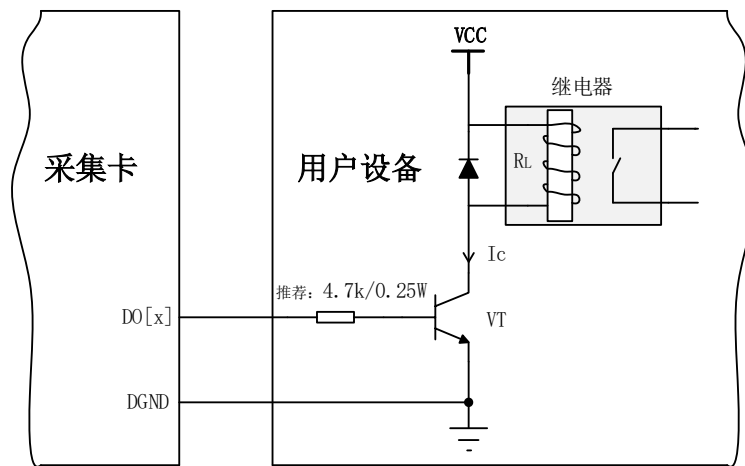 VCC
继电器
采集卡
用户设备
RL
Ic
推荐: 4.7k/0.25W
DO[x]
VT
DGND